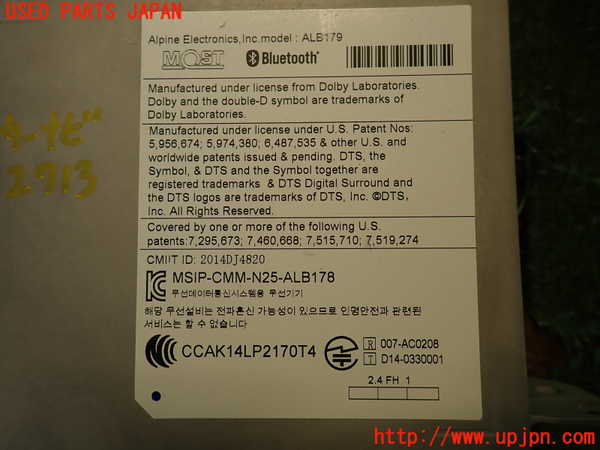 USED PARTS JAPAN
Alpine Electronics,Inc.model : ALB179
MOST Bluetooth
Manufactured under license from Dolby Laboratories.
Dolby and the double-D symbol are trademarks of
Dolby Laboratories.
Manufactured under license under U.S. Patent Nos:
5,956,674; 5,974,380; 6,487,535 & other U.S. and
worldwide patents issued & pending. DTS, the
Symbol, & DTS and the Symbol together are
registered trademarks & DTS Digital Surround and
the DTS logos are trademarks of DTS, Inc. ©DTS,
Inc. All Rights Reserved.
Covered by one or more of the following U.S.
patents:7,295,673; 7,460,668; 7,515,710; 7,519,274
CMIIT ID: 2014DJ4820
MSIP-CMM-N25-ALB178
무선데이터통신시스템용 무선기기
해당 무선설비는 전파혼신 가능성이 있으므로 인명안전과 관련된
서비스는 할 수 없습니다
CCAK14LP2170T4
R 007-AC0208
T D14-0330001
2.4 FH 1
ナビ
2713
http://www.upjpn.com/